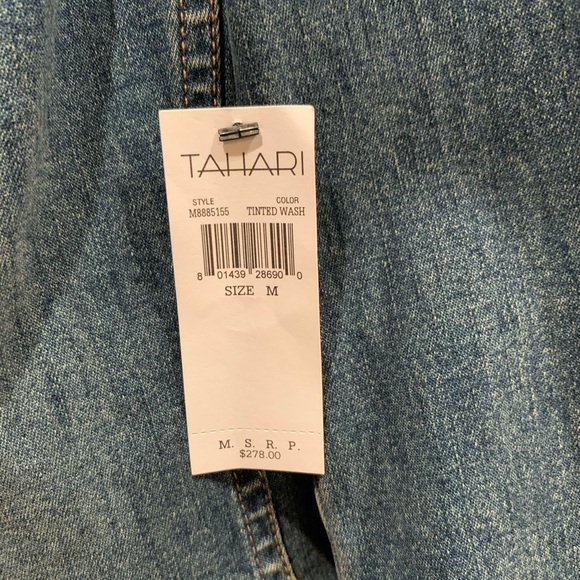 TAHARI
STYLE COLOR
M8885155 TINTED WASH
8 01439 28690 0
SIZE M
M. S. R. P.
$278.00